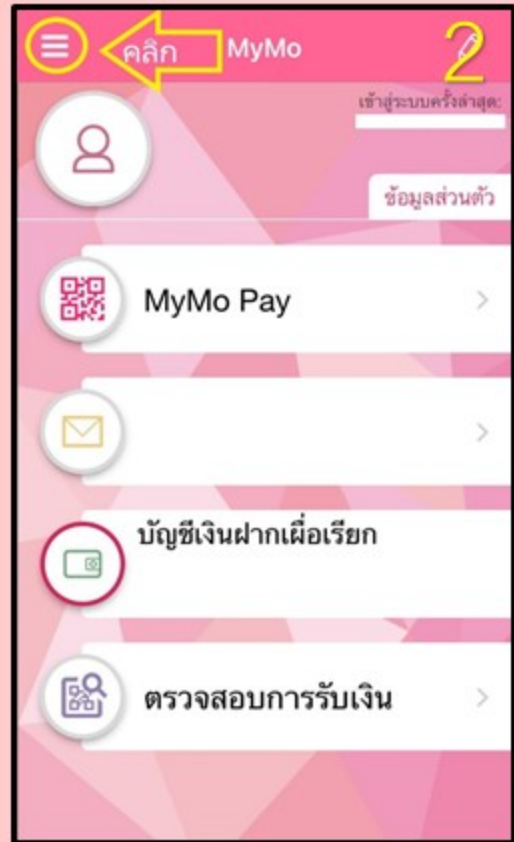 คลิก MyMo 2
เข้าสู่ระบบครั้งล่าสุด:
ข้อมูลส่วนตัว
MyMo Pay
บัญชีเงินฝากเผื่อเรียก
ตรวจสอบการรับเงิน